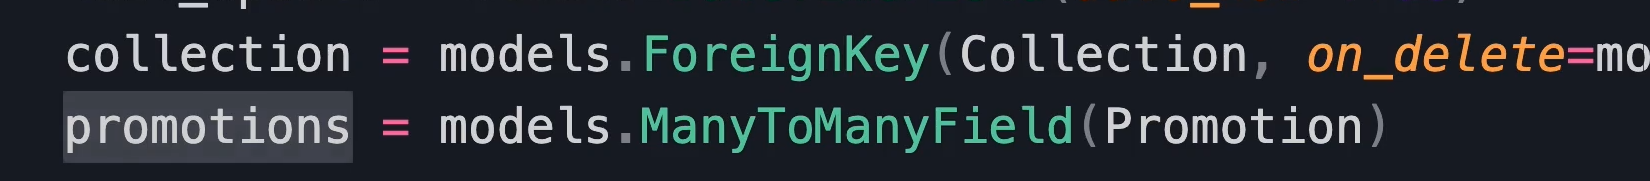 collection = models.ForeignKey(Collection, on_delete=mo
promotions = models.ManyToManyField(Promotion)